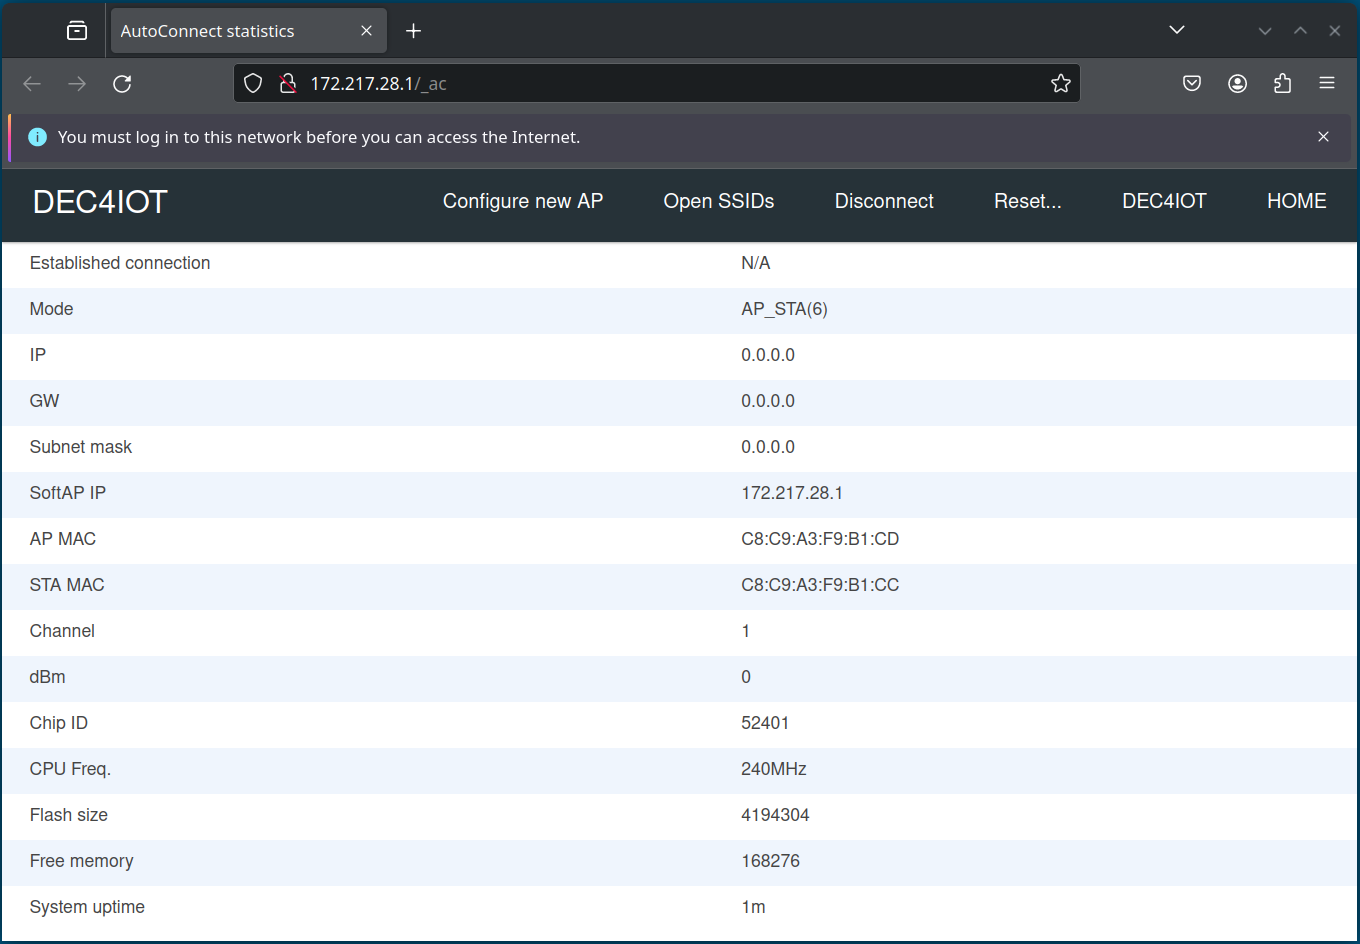 AutoConnect statistics
172.217.28.1/_ac
You must log in to this network before you can access the Internet.
DEC4IOT Configure new AP Open SSIDs Disconnect Reset... DEC4IOT HOME
Established connection N/A
Mode AP_STA(6)
IP 0.0.0.0
GW 0.0.0.0
Subnet mask 0.0.0.0
SoftAP IP 172.217.28.1
AP MAC C8:C9:A3:F9:B1:CD
STA MAC C8:C9:A3:F9:B1:CC
Channel 1
dBm 0
Chip ID 52401
CPU Freq. 240MHz
Flash size 4194304
Free memory 168276
System uptime 1m